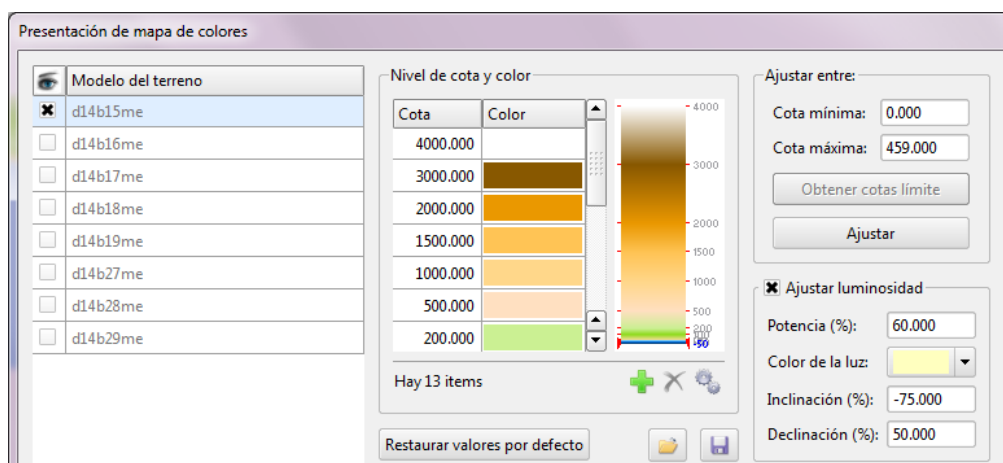 Presentación de mapa de colores
Modelo del terreno
d14b15me
d14b16me
d14b17me
d14b18me
d14b19me
d14b27me
d14b28me
d14b29me
Nivel de cota y color
Cota Color
4000.000
3000.000
2000.000
1500.000
1000.000
500.000
200.000
4000
3000
2000
1500
1000
500
200
-50
Hay 13 items
Restaurar valores por defecto
Ajustar entre:
Cota mínima: 0.000
Cota máxima: 459.000
Obtener cotas límite
Ajustar
Ajustar luminosidad
Potencia (%): 60.000
Color de la luz:
Inclinación (%): -75.000
Declinación (%): 50.000